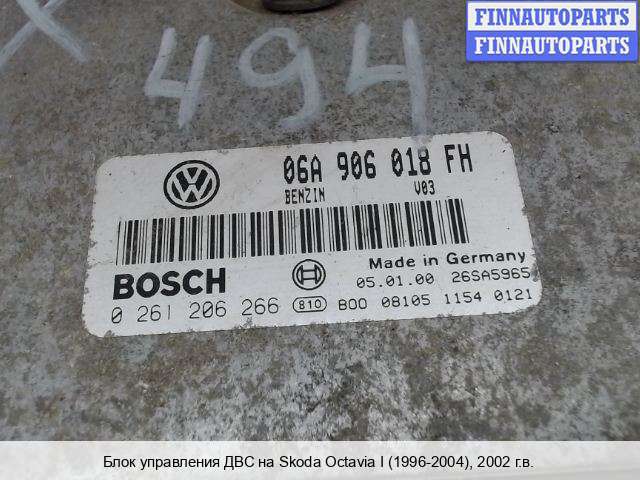 FINNAUTOPARTS
FINNAUTOPARTS
X
494
06A 906 018 FH
BENZIN V03
BOSCH
Made in Germany
05.01.00 26SA5965
0 261 206 266 810 B00 08105 1154 0121
Блок управления ДВС на Skoda Octavia I (1996-2004), 2002 г.в.